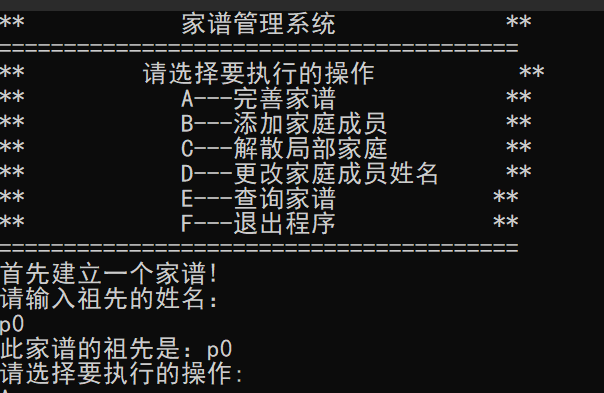 **            家谱管理系统             **
========================================
**         请选择要执行的操作           **
**            A---完善家谱             **
**            B---添加家庭成员         **
**            C---解散局部家庭         **
**            D---更改家庭成员姓名     **
**            E---查询家谱            **
**            F---退出程序            **
========================================
首先建立一个家谱!
请输入祖先的姓名:
p0
此家谱的祖先是: p0
请选择要执行的操作: